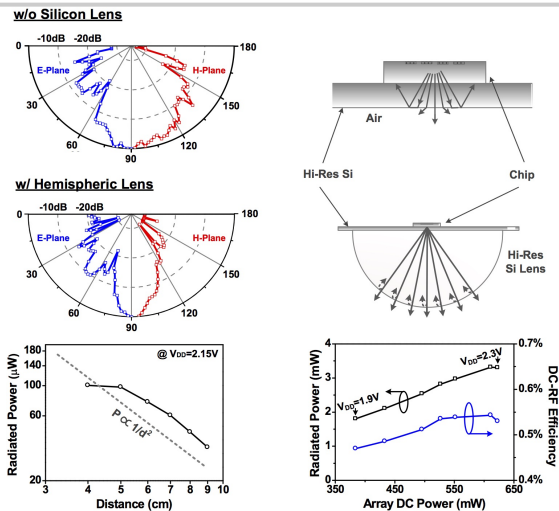 w/o Silicon Lens
0 -10dB -20dB 180
E-Plane H-Plane
30 150
60 120
90
Air
Hi-Res Si Chip
w/ Hemispheric Lens
0 -10dB -20dB 180
E-Plane H-Plane
30 150
60 120
90
Hi-Res
Si Lens
@ VDD=2.15V
Radiated Power (μW)
180
140
100
60
20
P ∝ 1/d²
3 4 5 6 7 8 9 10
Distance (cm)
Radiated Power (mW)
4
3
2
1
0
VDD=1.9V
VDD=2.3V
0.7%
0.6%
0.5%
0.4%
DC-RF Efficiency
350 450 550 650
Array DC Power (mW)